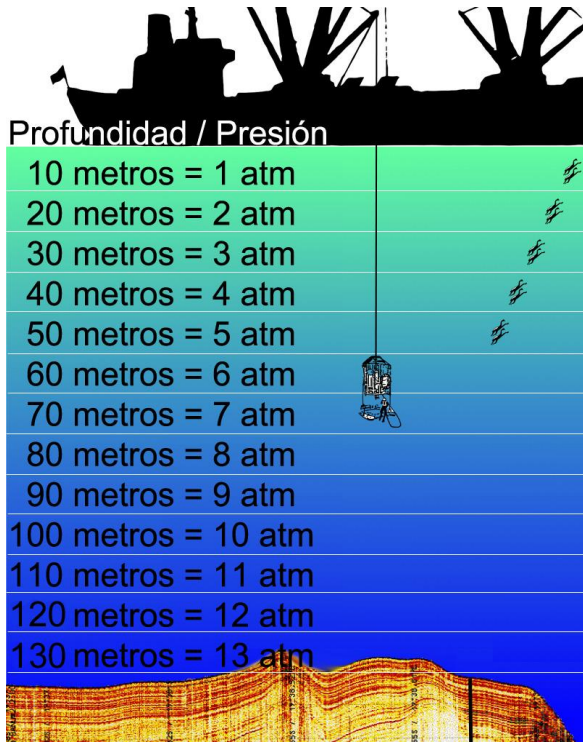 Profundidad / Presión
10 metros = 1 atm
20 metros = 2 atm
30 metros = 3 atm
40 metros = 4 atm
50 metros = 5 atm
60 metros = 6 atm
70 metros = 7 atm
80 metros = 8 atm
90 metros = 9 atm
100 metros = 10 atm
110 metros = 11 atm
120 metros = 12 atm
130 metros = 13 atm